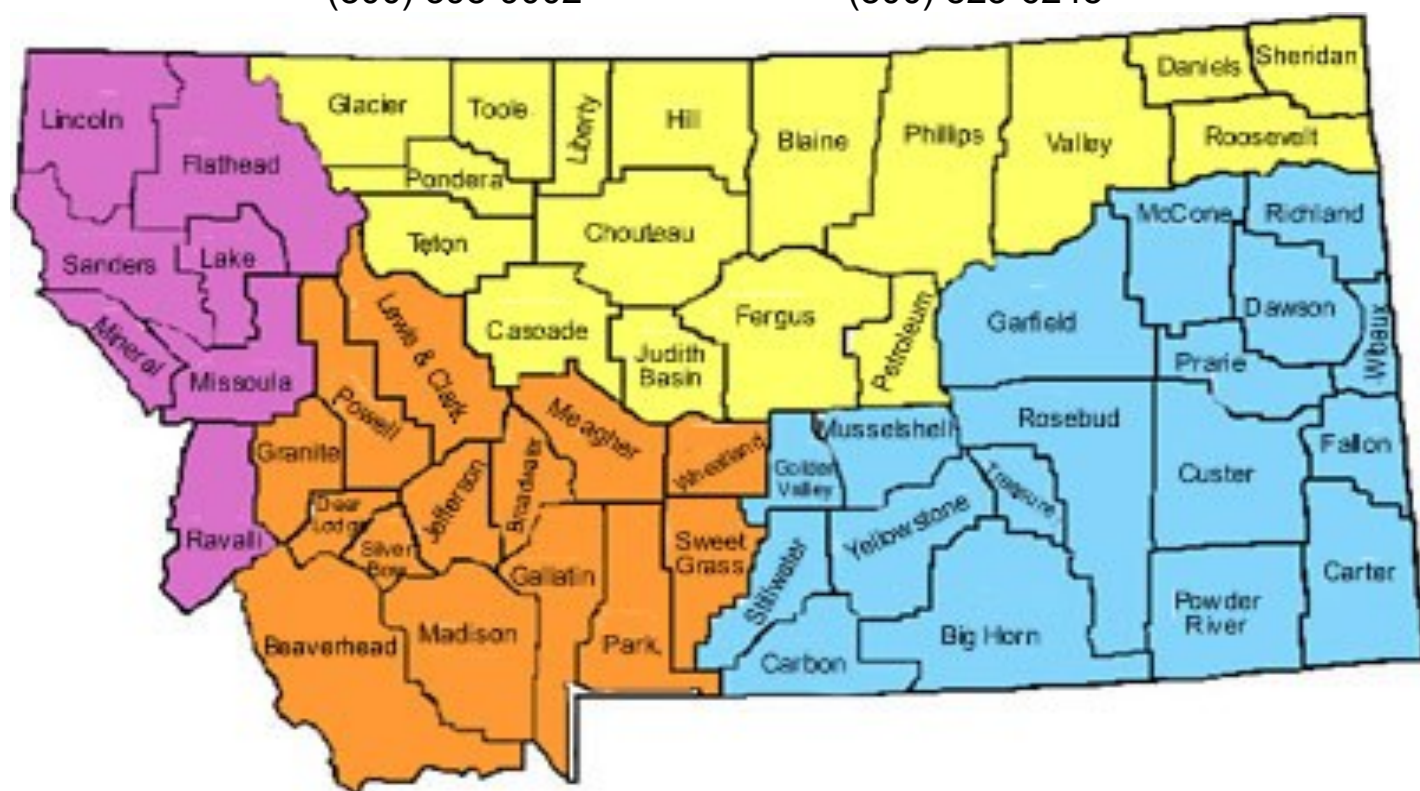 Sheridan
Daniels
Glacier
Toole
Liberty
Hill
Blaine
Phillips
Valley
Roosevelt
Lincoln
Flathead
Pondera
McCone
Richland
Teton
Chouteau
Sanders
Lake
Lewis & Clark
Cascade
Fergus
Petroleum
Garfield
Dawson
Wibaux
Mineral
Missoula
Judith
Basin
Prarie
Powell
Meagher
Wheatland
Musselshell
Rosebud
Granite
Golden
Valley
Treasure
Custer
Fallon
Deer
Lodge
Jefferson
Broadwater
Ravalli
Silver
Bow
Gallatin
Sweet
Grass
Stillwater
Yellowstone
Carter
Beaverhead
Madison
Park
Carbon
Big Horn
Powder
River